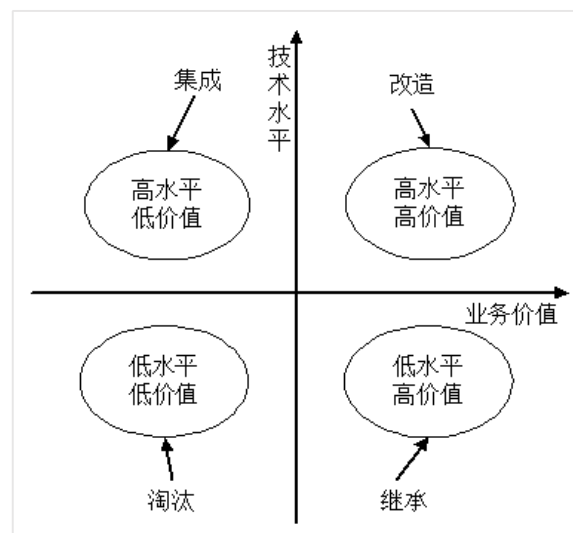 技术水平
集成
改造
高水平
低价值
高水平
高价值
业务价值
低水平
低价值
低水平
高价值
淘汰
继承